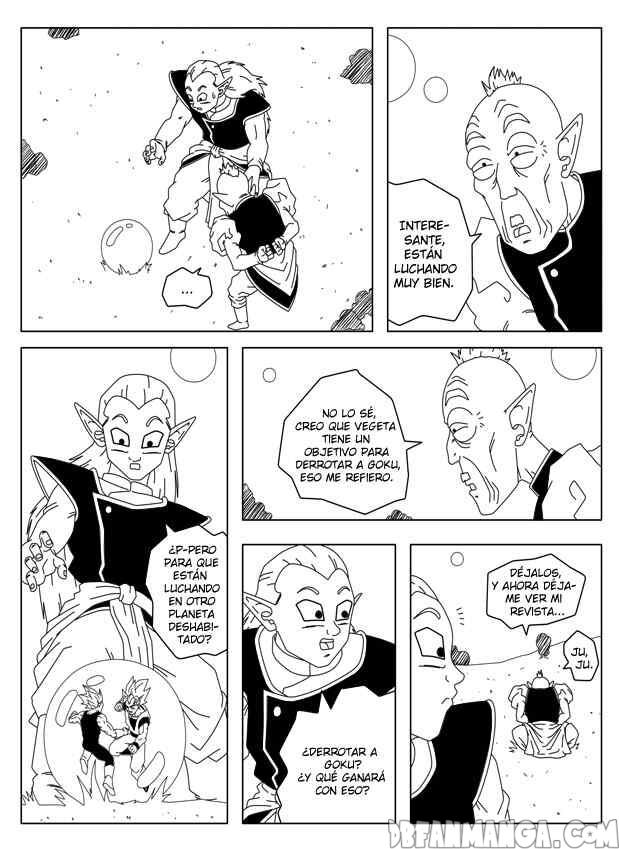 ...
INTERE-
SANTE,
ESTÁN
LUCHANDO
MUY BIEN.
¿P-PERO
PARA QUE
ESTÁN
LUCHANDO
EN OTRO
PLANETA
DESHABI-
TADO?
NO LO SÉ,
CREO QUE VEGETA
TIENE UN
OBJETIVO PARA
DERROTAR A GOKU,
ESO ME REFIERO.
¿DERROTAR A
GOKU?
¿Y QUÉ GANARÁ
CON ESO?
DÉJALOS,
Y AHORA DÉJA-
ME VER MI
REVISTA...
JU,
JU.
DBFANMANGA.COM